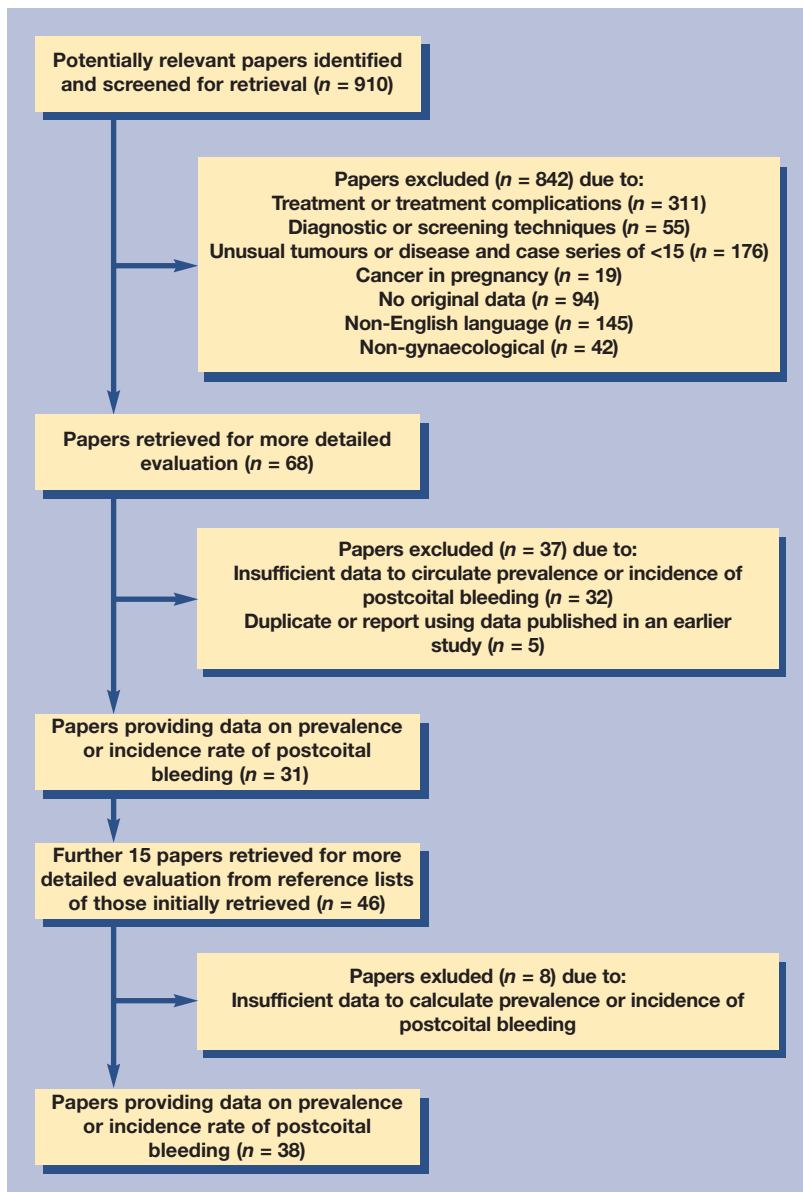 Potentially relevant papers identified
and screened for retrieval (n = 910)
Papers excluded (n = 842) due to:
Treatment or treatment complications (n = 311)
Diagnostic or screening techniques (n = 55)
Unusual tumours or disease and case series of <15 (n = 176)
Cancer in pregnancy (n = 19)
No original data (n = 94)
Non-English language (n = 145)
Non-gynaecological (n = 42)
Papers retrieved for more detailed
evaluation (n = 68)
Papers excluded (n = 37) due to:
Insufficient data to circulate prevalence or incidence of
postcoital bleeding (n = 32)
Duplicate or report using data published in an earlier
study (n = 5)
Papers providing data on prevalence
or incidence rate of postcoital
bleeding (n = 31)
Further 15 papers retrieved for more
detailed evaluation from reference lists
of those initially retrieved (n = 46)
Papers exluded (n = 8) due to:
Insufficient data to calculate prevalence or incidence of
postcoital bleeding
Papers providing data on prevalence
or incidence rate of postcoital
bleeding (n = 38)